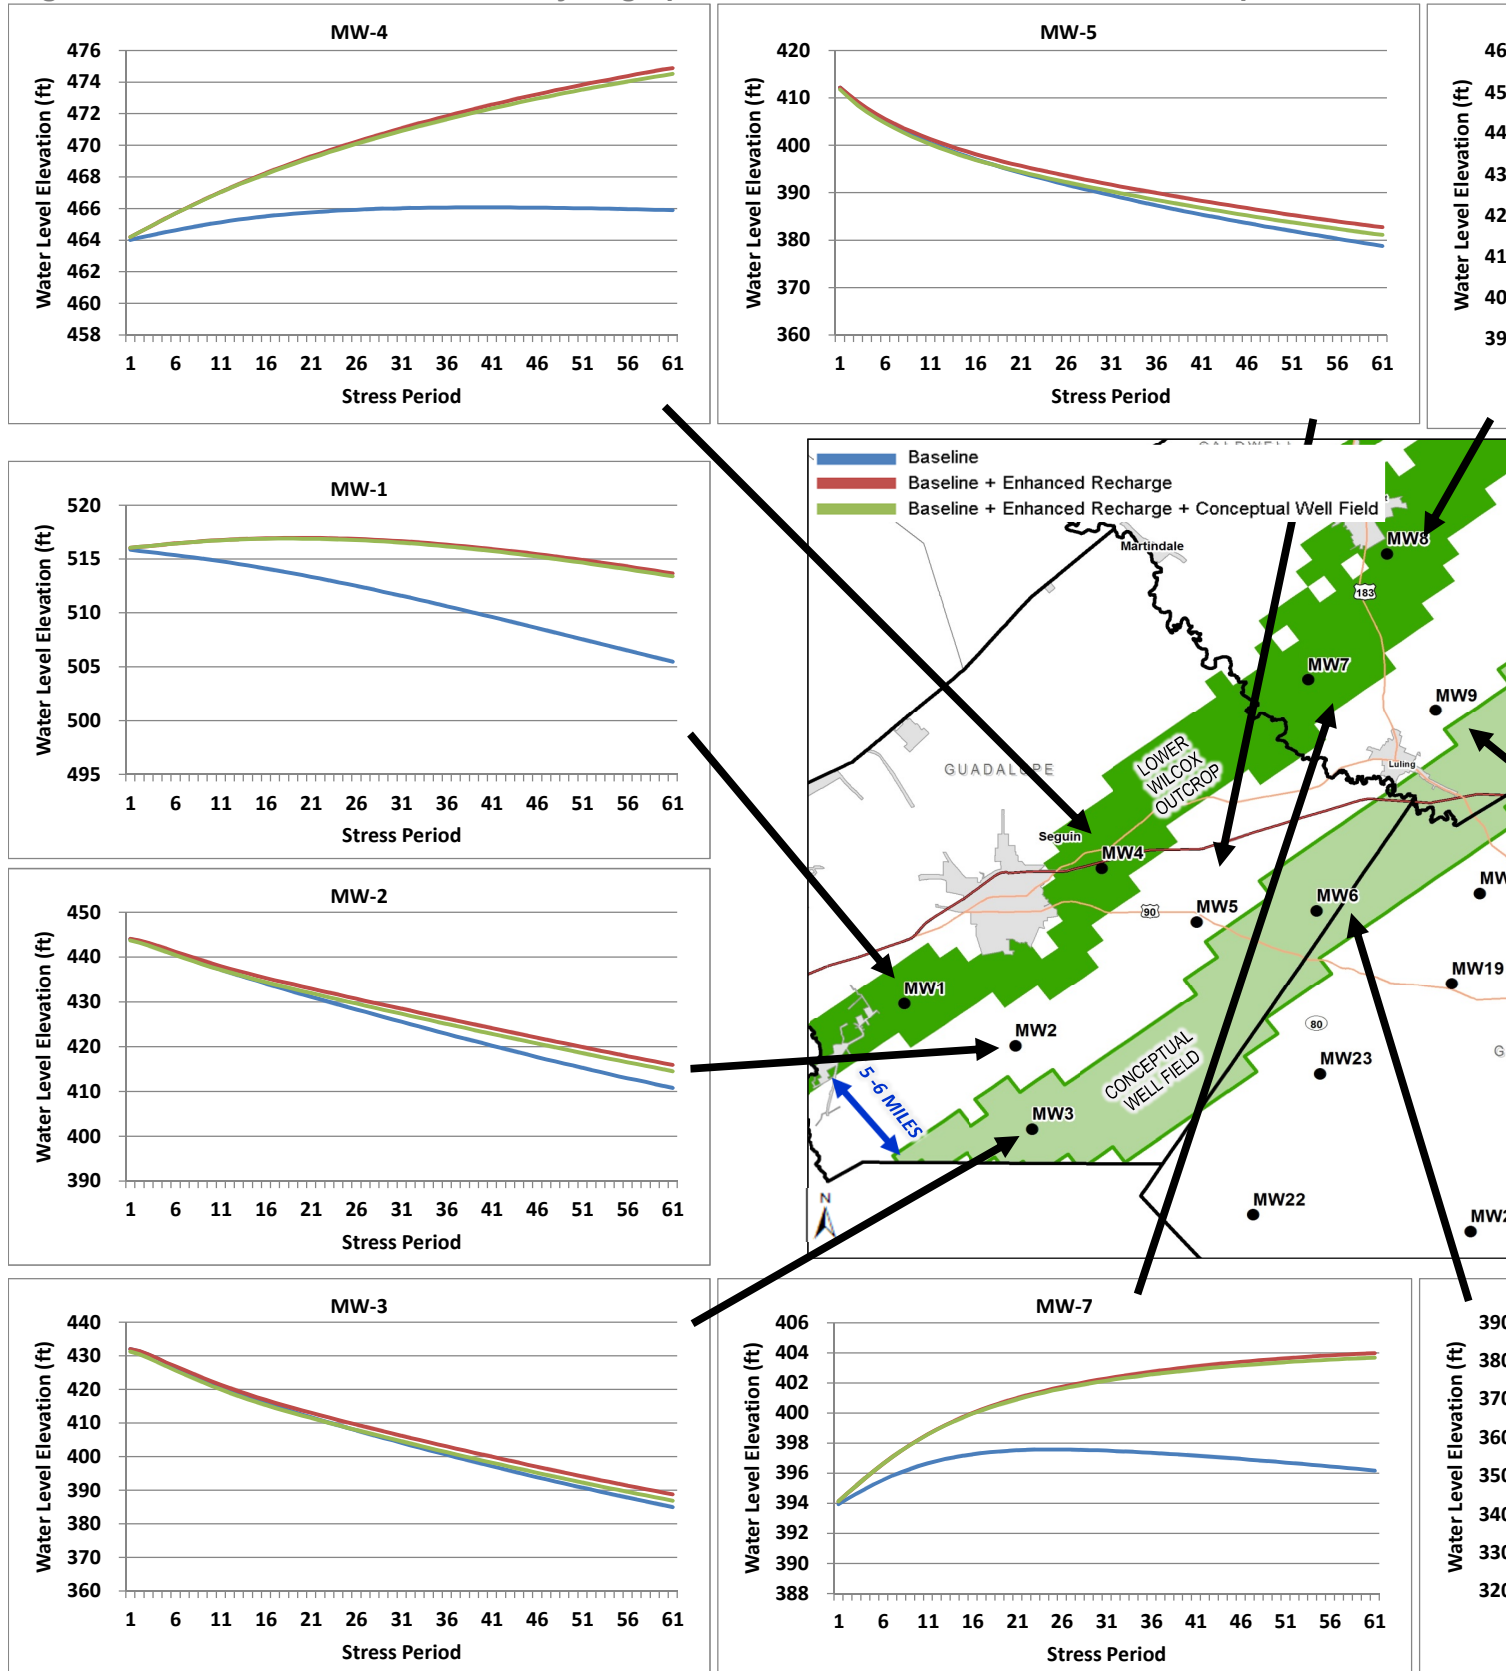 MW-4
Water Level Elevation (ft)
476
474
472
470
468
466
464
462
460
458
1 6 11 16 21 26 31 36 41 46 51 56 61
Stress Period
MW-5
Water Level Elevation (ft)
420
410
400
390
380
370
360
1 6 11 16 21 26 31 36 41 46 51 56 61
Stress Period
Water Level Elevation (ft)
MW-1
Water Level Elevation (ft)
520
515
510
505
500
495
1 6 11 16 21 26 31 36 41 46 51 56 61
Stress Period
MW-2
Water Level Elevation (ft)
450
440
430
420
410
400
390
1 6 11 16 21 26 31 36 41 46 51 56 61
Stress Period
Baseline
Baseline + Enhanced Recharge
Baseline + Enhanced Recharge + Conceptual Well Field
Martindale
MW8
183
MW7
MW9
LOWER
WILCOX
OUTCROP
GUADALUPE
Luling
Seguin
MW4
MW6
MW5
90
MW19
MW1
MW2
80
MW23
CONCEPTUAL
WELL FIELD
5 -6 MILES
MW3
N
MW22
MW-3
Water Level Elevation (ft)
440
430
420
410
400
390
380
370
360
1 6 11 16 21 26 31 36 41 46 51 56 61
Stress Period
MW-7
Water Level Elevation (ft)
406
404
402
400
398
396
394
392
390
388
1 6 11 16 21 26 31 36 41 46 51 56 61
Stress Period
Water Level Elevation (ft)
390
380
370
360
350
340
330
320